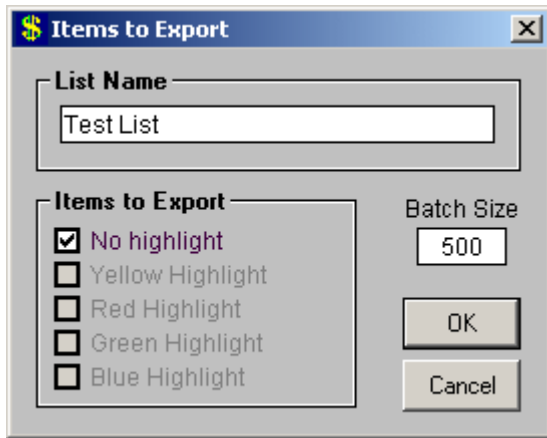 Items to Export
List Name
Test List
Items to Export
No highlight
Yellow Highlight
Red Highlight
Green Highlight
Blue Highlight
Batch Size
500
OK
Cancel